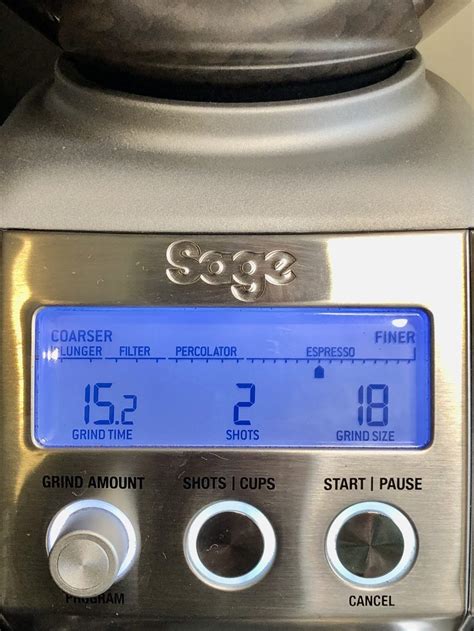 Sage
COARSER FINER
LUNGER FILTER PERCOLATOR ESPRESSO
15.2 2 18
GRIND TIME SHOTS GRIND SIZE
GRIND AMOUNT SHOTS | CUPS START | PAUSE
PROGRAM CANCEL